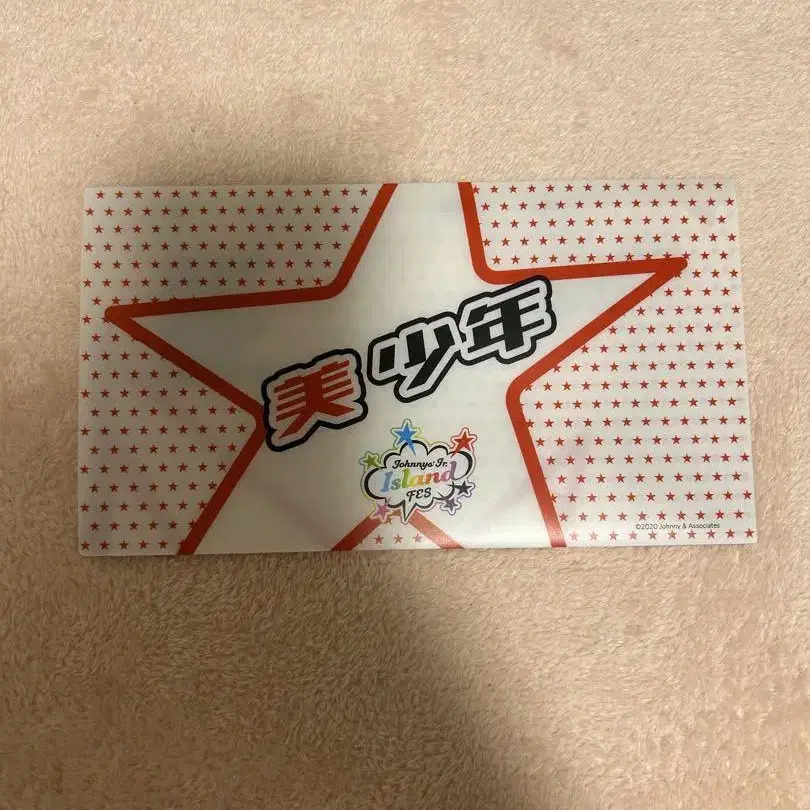 美少年
Johnnys' Jr.
Island
FES
©2020 Johnny & Associates